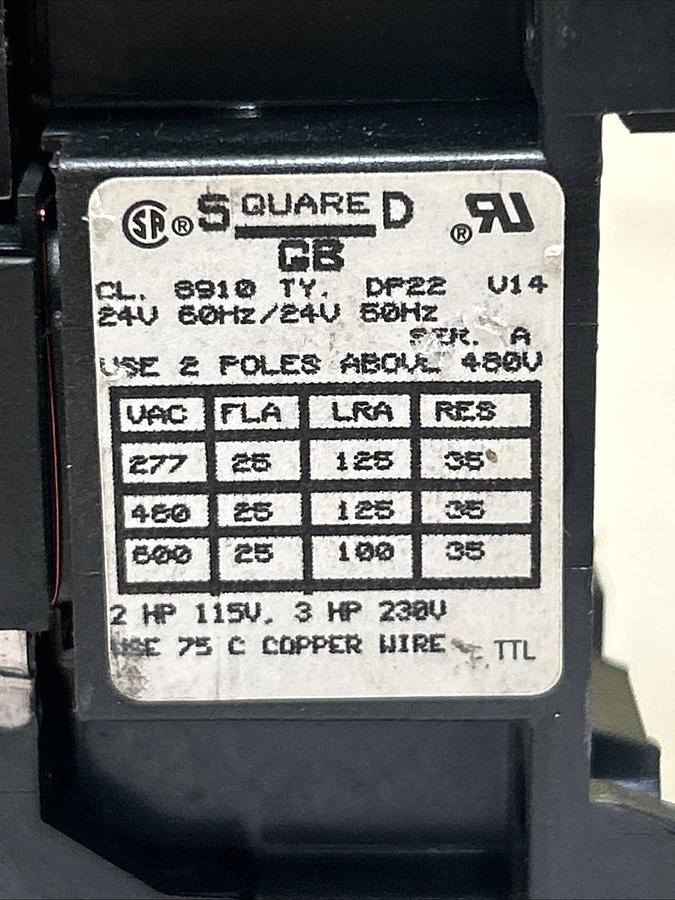 SA ® SQUARE D ® RU
GB
CL. 8910 TY. DP22 V14
24V 60Hz/24V 50Hz
SER. A
USE 2 POLES ABOVE 480V
VAC FLA LRA RES
277 25 125 35
480 25 125 35
600 25 100 35
2 HP 115V, 3 HP 230V
USE 75 C COPPER WIRE TTL